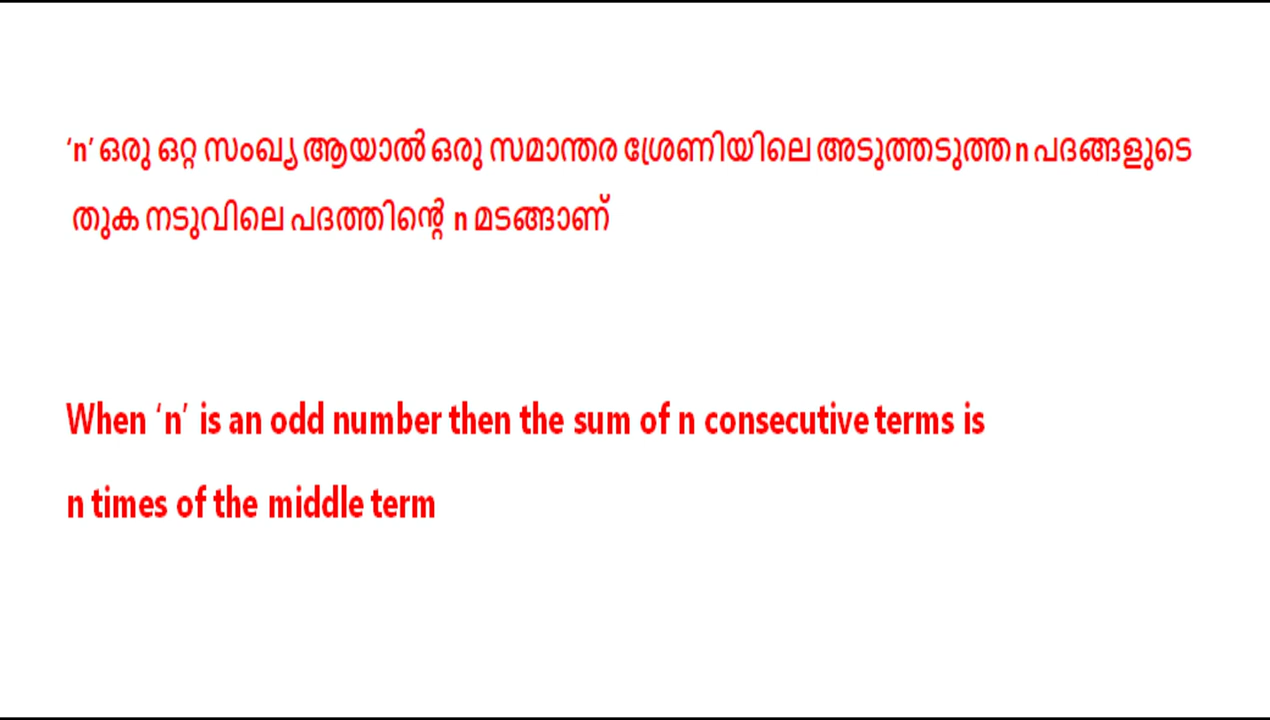 ‘n’ ഒരു ഒറ്റ സംഖ്യ ആയാൽ ഒരു സമാന്തര ശ്രേണിയിലെ അടുത്തടുത്ത n പദങ്ങളുടെ
തുക നടുവിലെ പദത്തിന്റെ n മടങ്ങാണ്
When ‘n’ is an odd number then the sum of n consecutive terms is
n times of the middle term